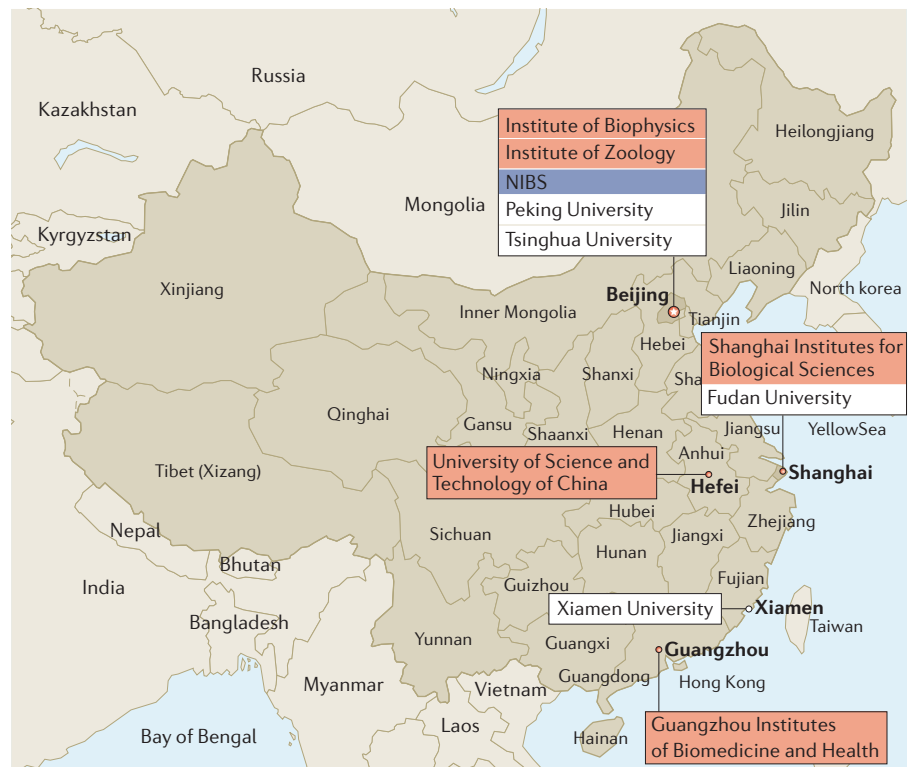 Russia
Kazakhstan
Institute of Biophysics
Institute of Zoology
NIBS
Peking University
Tsinghua University
Heilongjiang
Mongolia
Jilin
Kyrgyzstan
Liaoning
North korea
Xinjiang
Beijing
Inner Mongolia
Tianjin
Hebei
Shanghai Institutes for
Biological Sciences
Fudan University
Ningxia
Shanxi
Sha
Qinghai
Gansu
Shaanxi
Henan
Jiangsu
YellowSea
Anhui
University of Science and
Technology of China
Tibet (Xizang)
Hefei
Shanghai
Hubei
Zhejiang
Nepal
Sichuan
Jiangxi
Hunan
Bhutan
India
Guizhou
Fujian
Xiamen University
Xiamen
Bangladesh
Taiwan
Yunnan
Guangxi
Guangzhou
Guangdong
Hong Kong
Myanmar
Vietnam
Laos
Bay of Bengal
Hainan
Guangzhou Institutes
of Biomedicine and Health